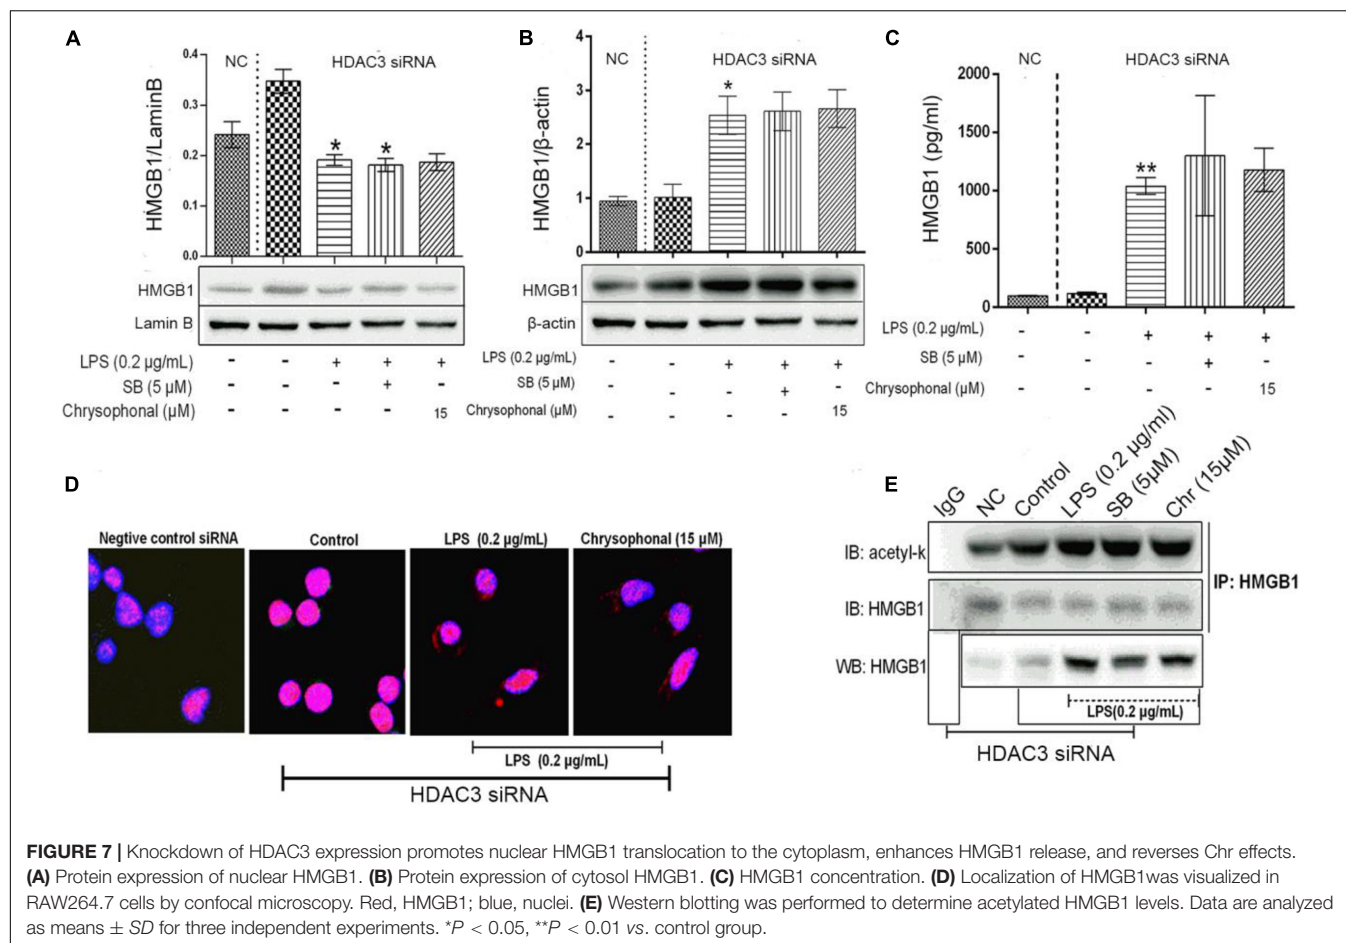 A
NC
HDAC3 siRNA
HMGB1/LaminB
0.4
0.3
0.2
0.1
0.0
*
*
HMGB1
Lamin B
LPS (0.2 µg/mL) - - + + +
SB (5 µM) - - - + -
Chrysophonal (µM) - - - - 15
B
NC
HDAC3 siRNA
HMGB1/β-actin
4
3
2
1
0
*
HMGB1
β-actin
LPS (0.2 µg/mL) - - + + +
SB (5 µM) - - - + -
Chrysophonal (µM) - - - - 15
C
NC
HDAC3 siRNA
HMGB1 (pg/ml)
2000
1500
1000
500
0
**
LPS (0.2 µg/mL) - - + + +
SB (5 µM) - - - + -
Chrysophonal (µM) - - - - 15
D
Negtive control siRNA
Control
LPS (0.2 µg/mL)
Chrysophonal (15 µM)
LPS (0.2 µg/mL)
HDAC3 siRNA
E
IgG
NC
Control
LPS (0.2 µg/ml)
SB (5µM)
Chr (15µM)
IB: acetyl-k
IB: HMGB1
IP: HMGB1
WB: HMGB1
LPS(0.2 µg/mL)
HDAC3 siRNA
FIGURE 7 | Knockdown of HDAC3 expression promotes nuclear HMGB1 translocation to the cytoplasm, enhances HMGB1 release, and reverses Chr effects.
(A) Protein expression of nuclear HMGB1. (B) Protein expression of cytosol HMGB1. (C) HMGB1 concentration. (D) Localization of HMGB1was visualized in
RAW264.7 cells by confocal microscopy. Red, HMGB1; blue, nuclei. (E) Western blotting was performed to determine acetylated HMGB1 levels. Data are analyzed
as means ± SD for three independent experiments. *P < 0.05, **P < 0.01 vs. control group.